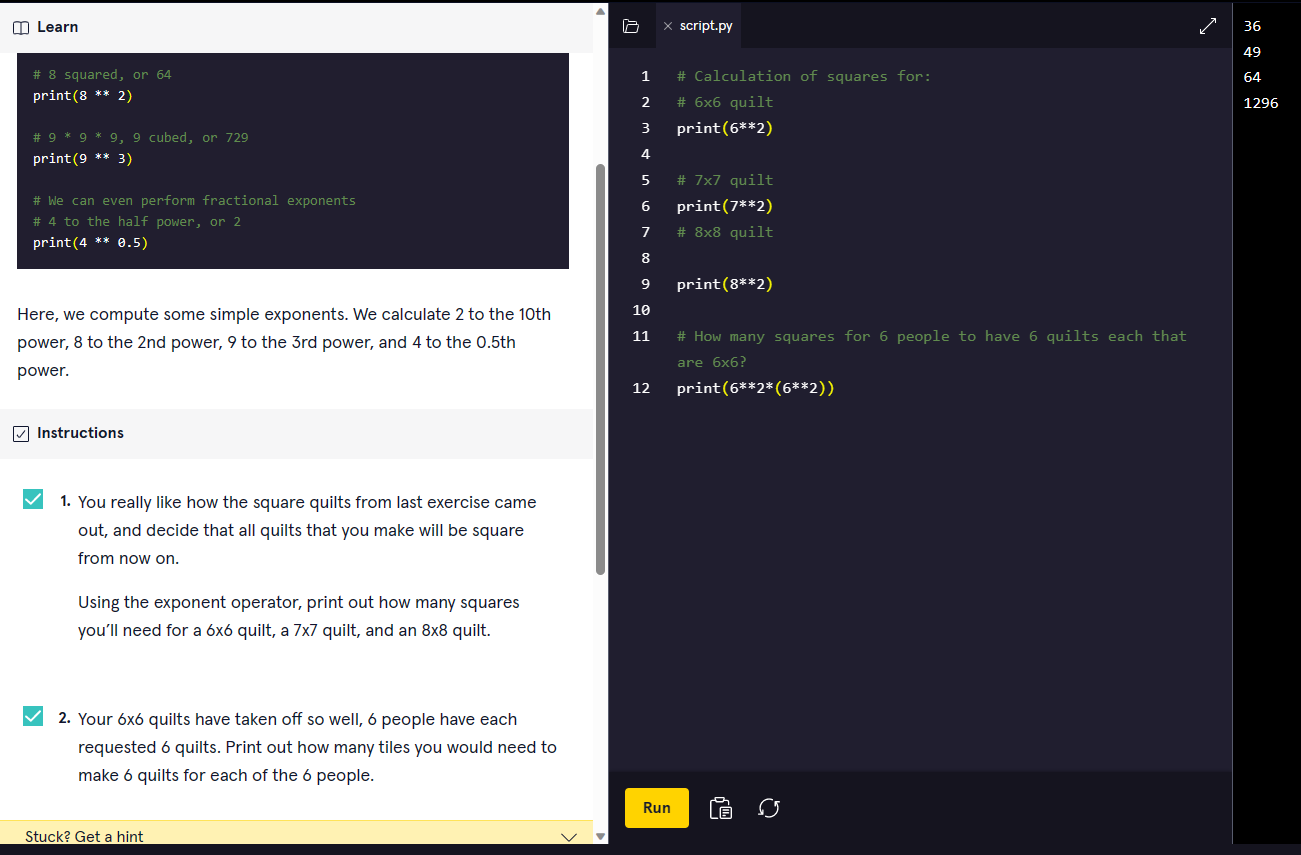 Learn
# 8 squared, or 64
print(8 ** 2)
# 9 * 9 * 9, 9 cubed, or 729
print(9 ** 3)
# We can even perform fractional exponents
# 4 to the half power, or 2
print(4 ** 0.5)
Here, we compute some simple exponents. We calculate 2 to the 10th
power, 8 to the 2nd power, 9 to the 3rd power, and 4 to the 0.5th
power.
Instructions
1. You really like how the square quilts from last exercise came
out, and decide that all quilts that you make will be square
from now on.
Using the exponent operator, print out how many squares
you’ll need for a 6x6 quilt, a 7x7 quilt, and an 8x8 quilt.
2. Your 6x6 quilts have taken off so well, 6 people have each
requested 6 quilts. Print out how many tiles you would need to
make 6 quilts for each of the 6 people.
Stuck? Get a hint
script.py
1 # Calculation of squares for:
2 # 6x6 quilt
3 print(6**2)
4
5 # 7x7 quilt
6 print(7**2)
7 # 8x8 quilt
8
9 print(8**2)
10
11 # How many squares for 6 people to have 6 quilts each that
are 6x6?
12 print(6**2*(6**2))
Run
36
49
64
1296